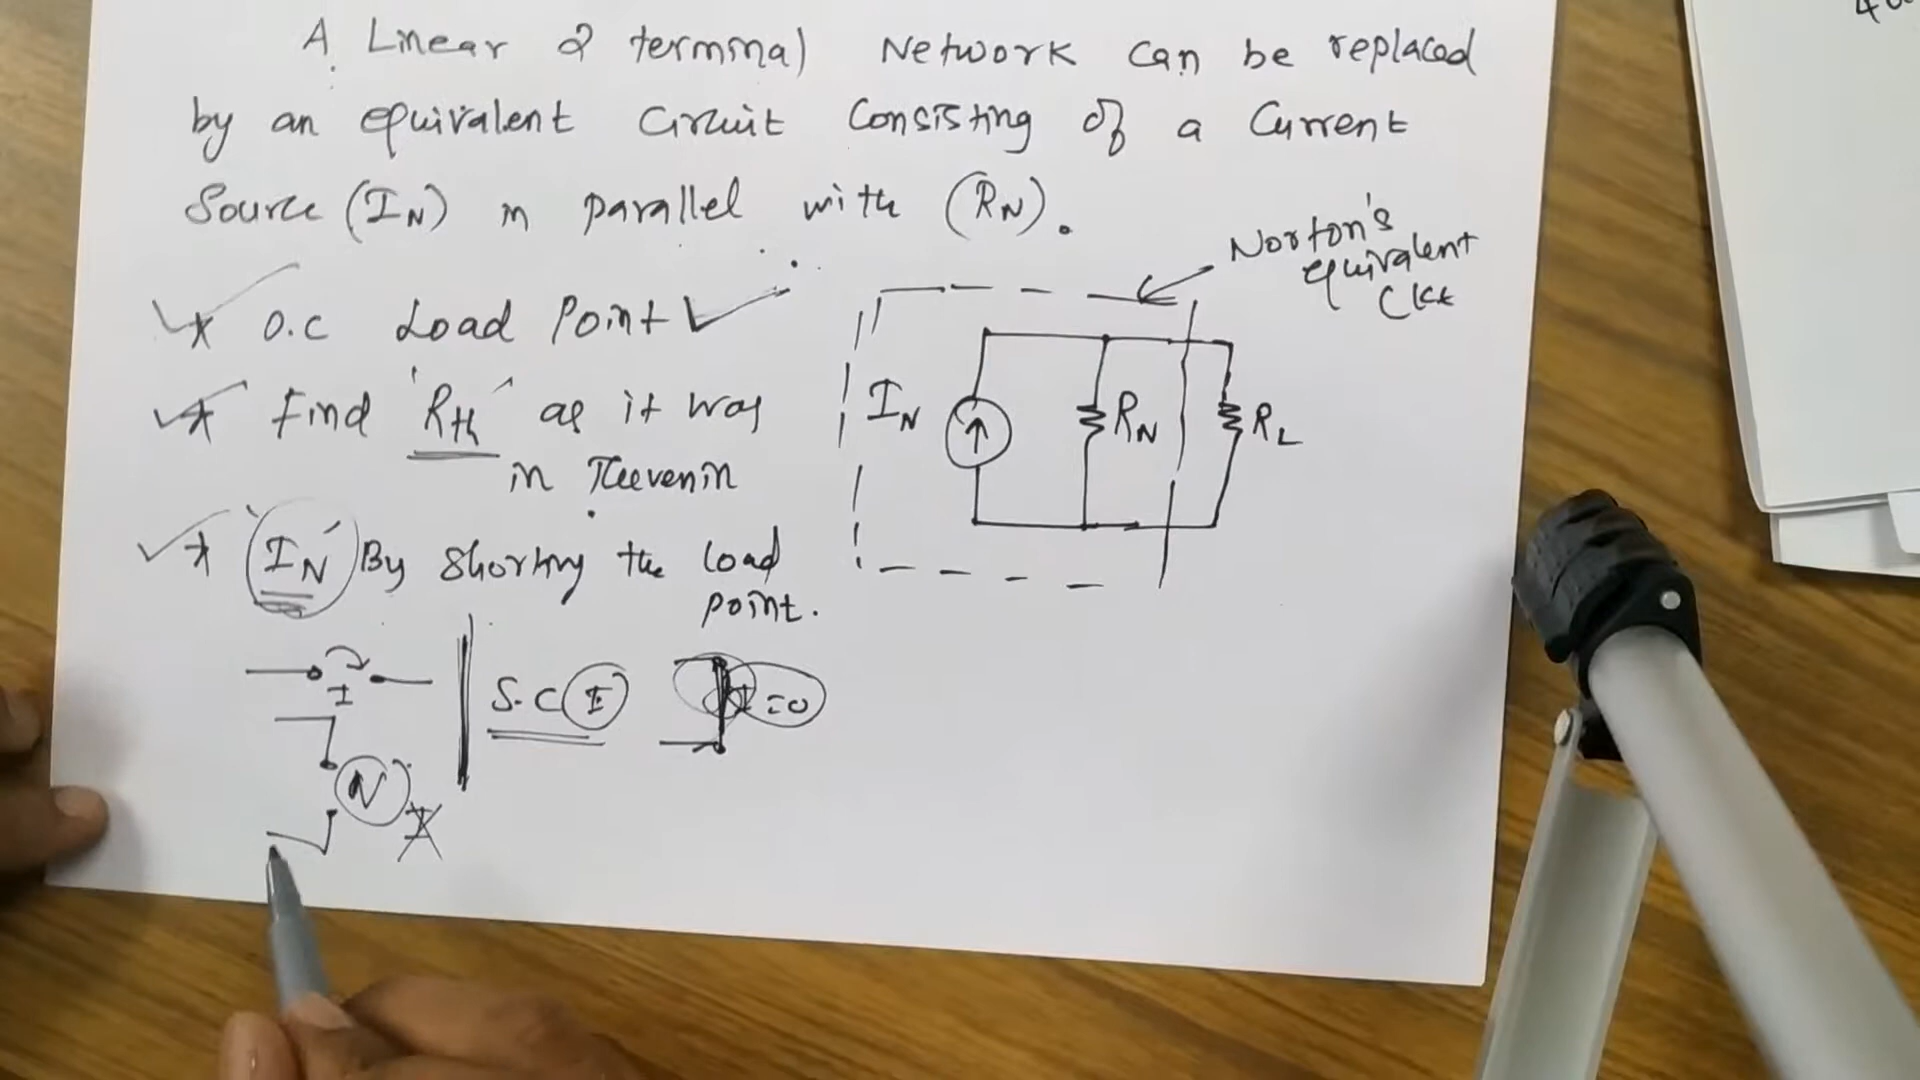 A Linear 2 terminal Network can be replaced
by an equivalent Circuit Consisting of a Current
Source (IN) in parallel with (RN).
* O.C Load Point
* Find 'RTh' as it was
in Thevenin
* 'IN' By Shorting the load
point.
Norton's
equivalent
Ckt
IN
RN
RL
I
S.C I
=0
N
I